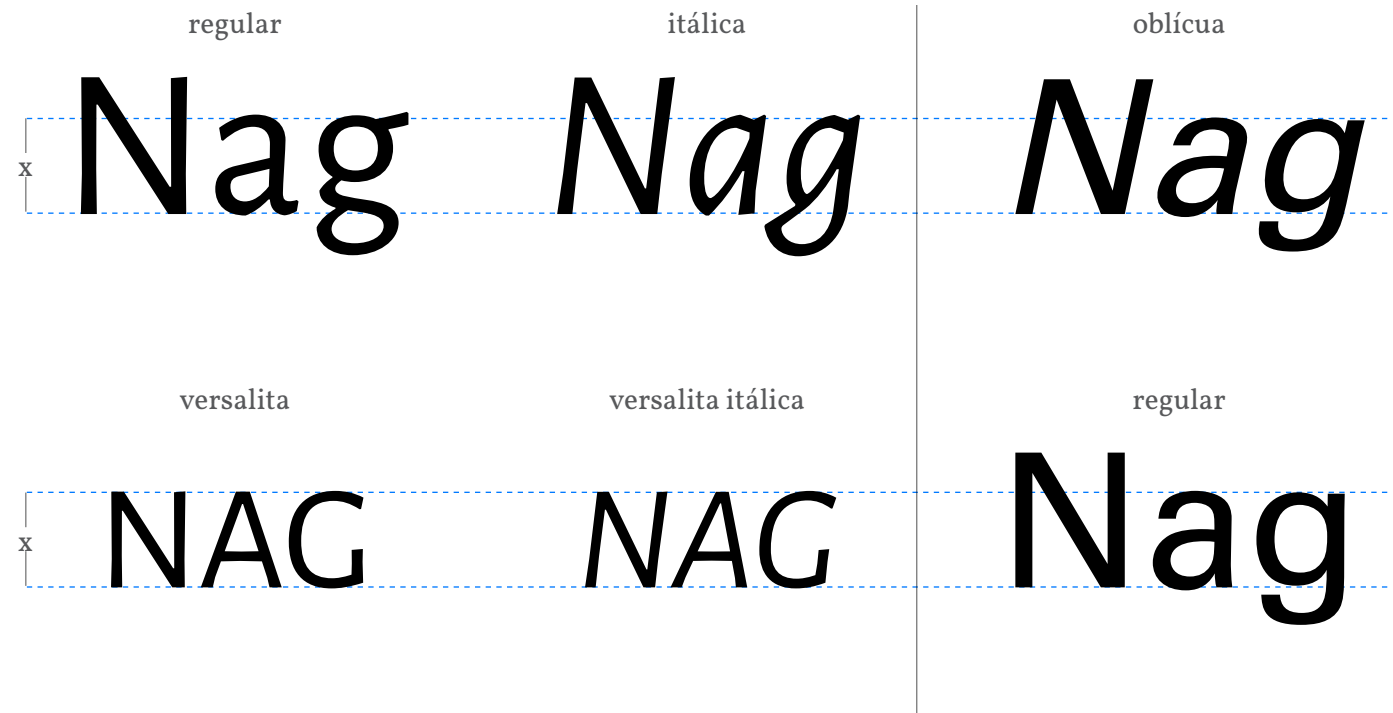 regular itálica oblícua
Nag Nag Nag
x
versalita versalita itálica regular
NAG NAG Nag
x